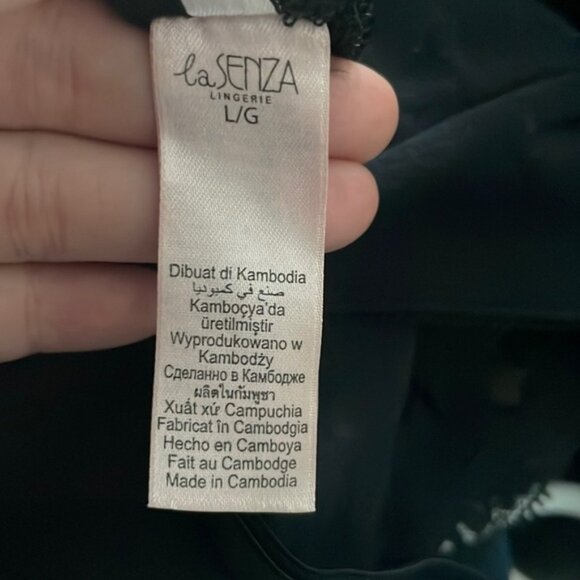 la SENZA
LINGERIE
L/G
Dibuat di Kambodia
صنع في كمبوديا
Kamboçya'da
üretilmiştir
Wyprodukowano w
Kambodży
Сделанно в Камбодже
ผลิตในกัมพูชา
Xuất xứ Campuchia
Fabricat în Cambodgia
Hecho en Camboya
Fait au Cambodge
Made in Cambodia